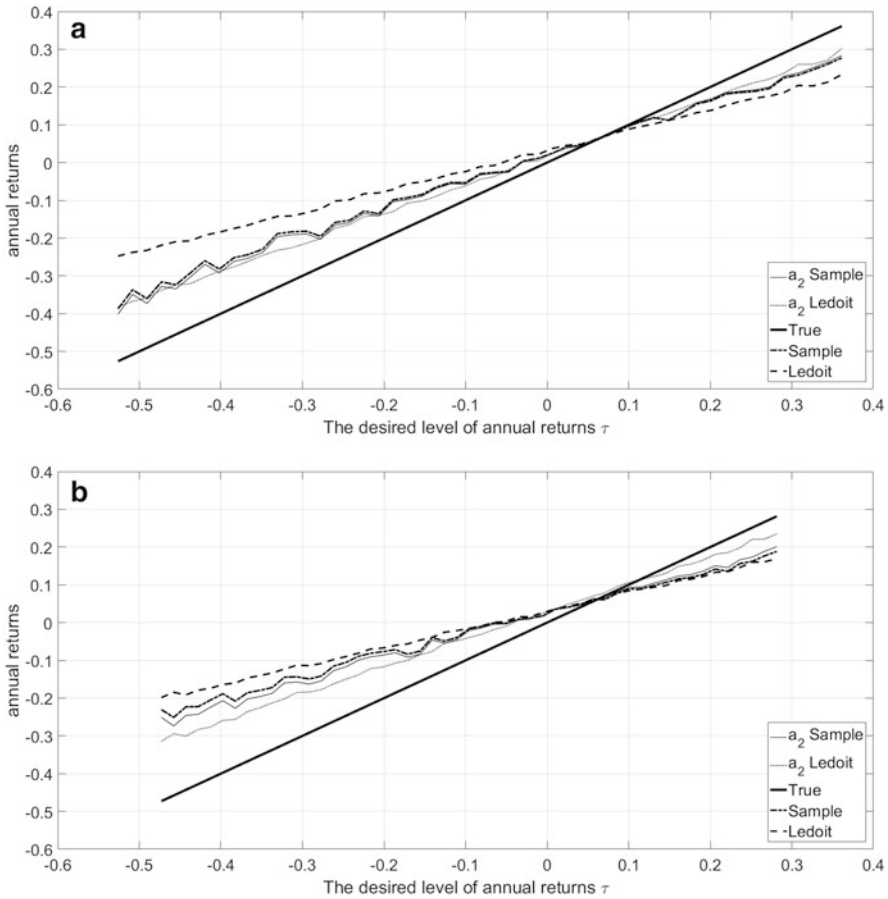 a
0.4
0.3
0.2
0.1
0
-0.1
-0.2
-0.3
-0.4
-0.5
-0.6
annual returns
a2 Sample
a2 Ledoit
True
Sample
Ledoit
-0.6 -0.5 -0.4 -0.3 -0.2 -0.1 0 0.1 0.2 0.3 0.4
The desired level of annual returns τ
b
0.4
0.3
0.2
0.1
0
-0.1
-0.2
-0.3
-0.4
-0.5
-0.6
annual returns
a2 Sample
a2 Ledoit
True
Sample
Ledoit
-0.6 -0.5 -0.4 -0.3 -0.2 -0.1 0 0.1 0.2 0.3 0.4
The desired level of annual returns τ